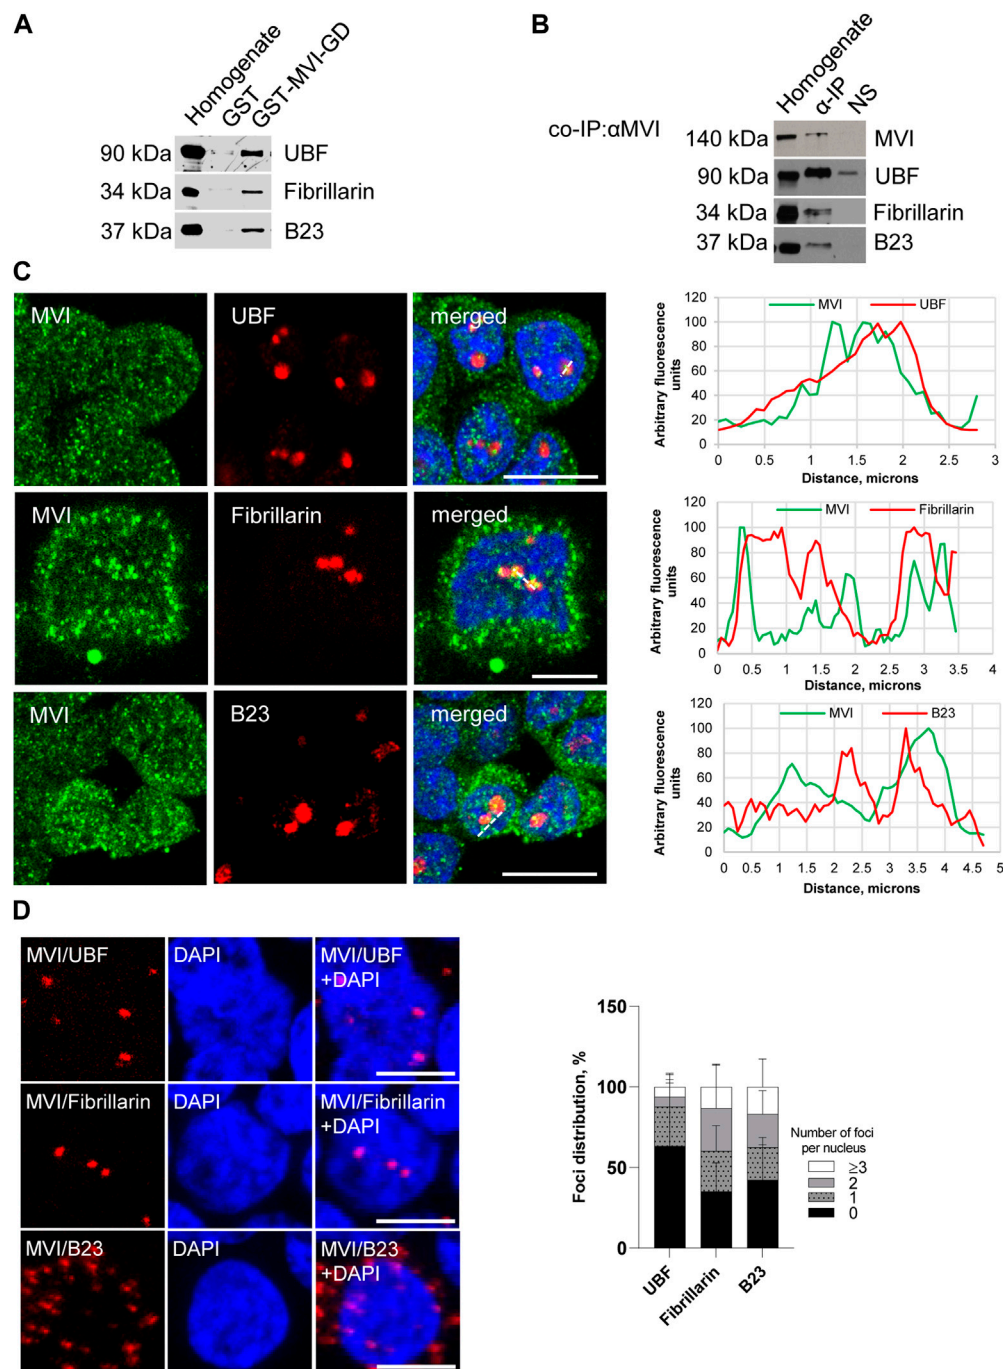 A
Homogenate
GST
GST-MVI-GD
90 kDa
UBF
34 kDa
Fibrillarin
37 kDa
B23
B
co-IP:αMVI
Homogenate
α-IP
NS
140 kDa
MVI
90 kDa
UBF
34 kDa
Fibrillarin
37 kDa
B23
C
MVI
UBF
merged
MVI
UBF
Arbitrary fluorescence
units
120
100
80
60
40
20
0
0
0.5
1
1.5
2
2.5
3
Distance, microns
MVI
Fibrillarin
merged
MVI
Fibrillarin
Arbitrary fluorescence
units
120
100
80
60
40
20
0
0
0.5
1
1.5
2
2.5
3
3.5
4
Distance, microns
MVI
B23
merged
MVI
B23
Arbitrary fluorescence
units
120
100
80
60
40
20
0
0
0.5
1
1.5
2
2.5
3
3.5
4
4.5
5
Distance, microns
D
MVI/UBF
DAPI
MVI/UBF
+DAPI
MVI/Fibrillarin
DAPI
MVI/Fibrillarin
+DAPI
MVI/B23
DAPI
MVI/B23
+DAPI
Foci distribution, %
150
100
50
0
UBF
Fibrillarin
B23
Number of foci
per nucleus
≥3
2
1
0